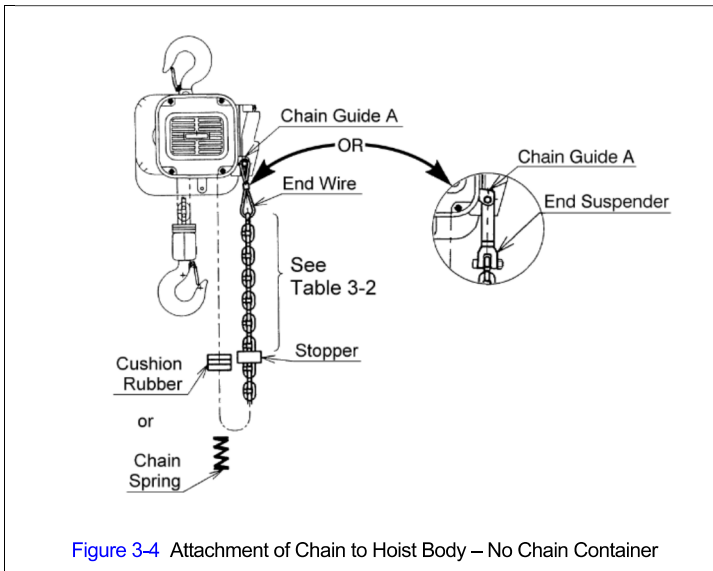 Chain Guide A
OR
End Wire
Chain Guide A
End Suspender
See
Table 3-2
Stopper
Cushion
Rubber
or
Chain
Spring
Figure 3-4 Attachment of Chain to Hoist Body – No Chain Container